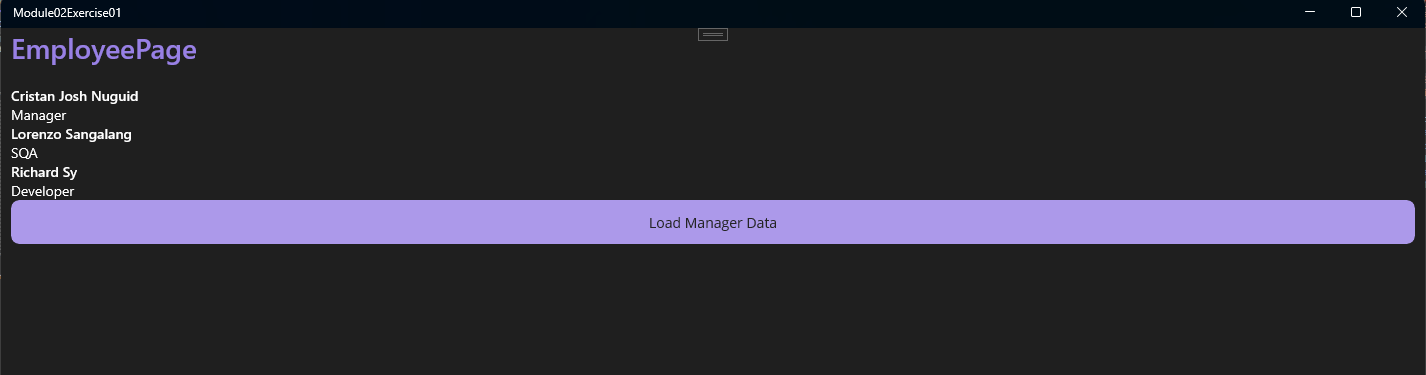 Module02Exercise01
EmployeePage
Cristan Josh Nuguid
Manager
Lorenzo Sangalang
SQA
Richard Sy
Developer
Load Manager Data